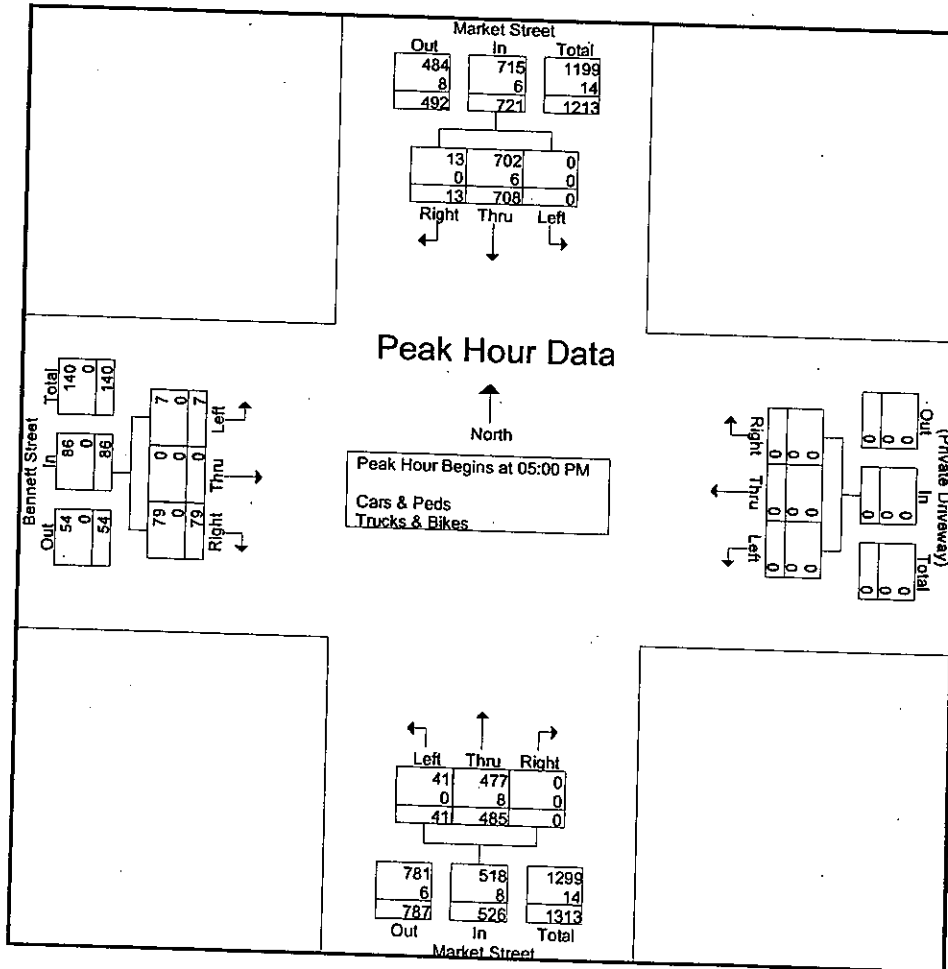 Market Street
Out In Total
484 715 1199
8 6 14
492 721 1213
13 702 0
0 6 0
13 708 0
Right Thru Left
Peak Hour Data
North
Peak Hour Begins at 05:00 PM
Cars & Peds
Trucks & Bikes
Bennett Street
Total In Out
140 86 54
0 0 0
140 86 54
7 0 79
0 0 0
7 0 79
Left Thru Right
(Private Driveway)
Out In Total
0 0 0
0 0 0
0 0 0
Right Thru Left
0 0 0
0 0 0
0 0 0
Left Thru Right
41 477 0
0 8 0
41 485 0
781 518 1299
6 8 14
787 526 1313
Out In Total
Market Street